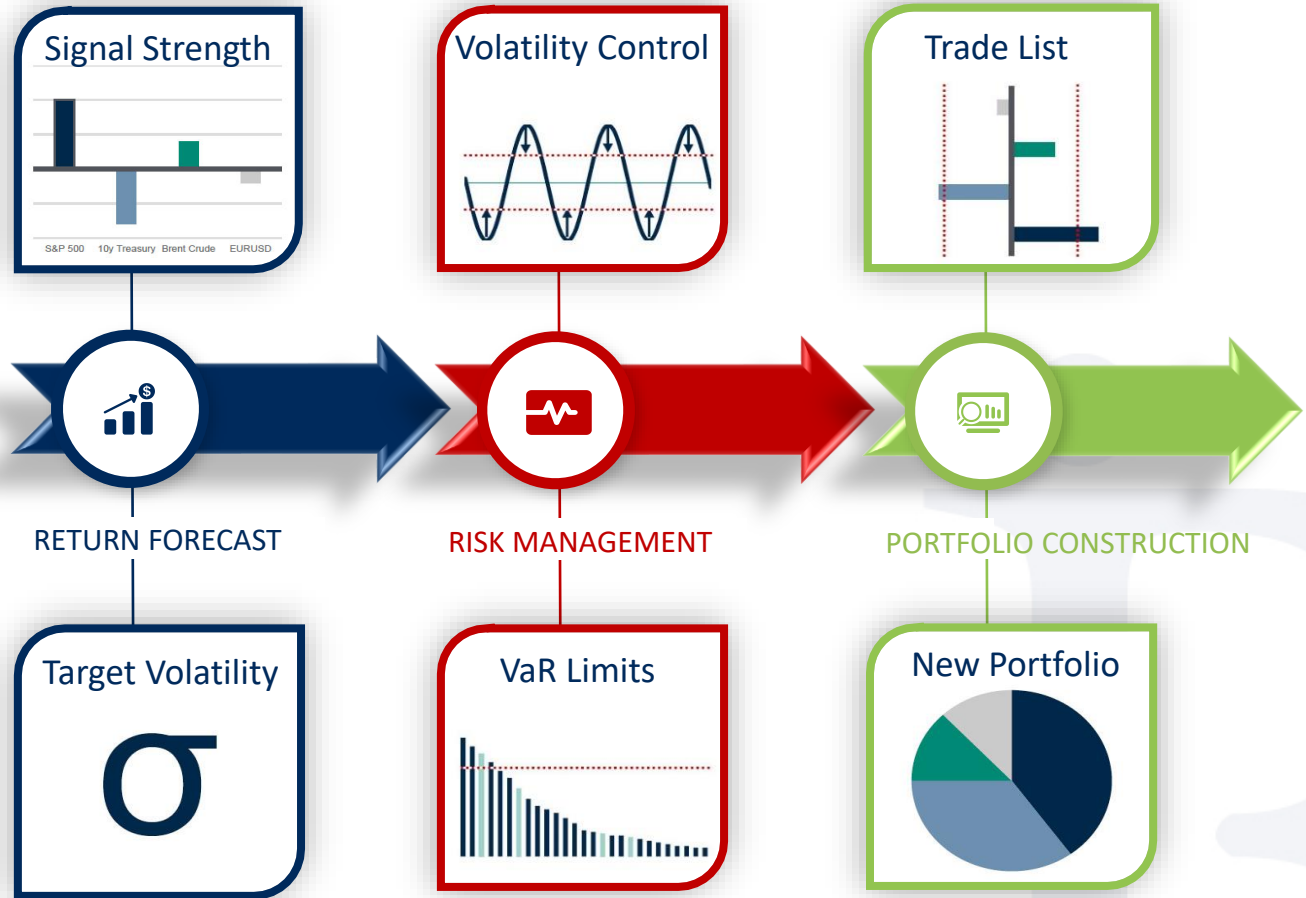 Signal Strength
S&P 500 10y Treasury Brent Crude EURUSD
Volatility Control
Trade List
$
RETURN FORECAST
RISK MANAGEMENT
PORTFOLIO CONSTRUCTION
Target Volatility
σ
VaR Limits
New Portfolio